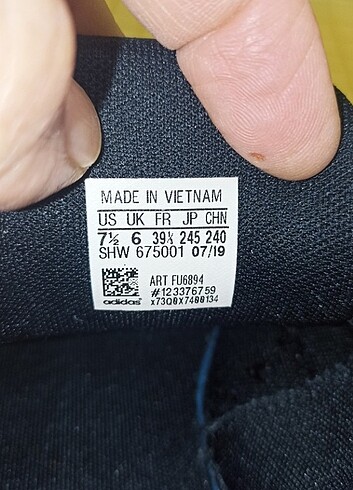 MADE IN VIETNAM
US UK FR JP CHN
7½ 6 39⅓ 245 240
SHW 675001 07/19
ART FU6894
#123376759
adidas x73Q0X7400134